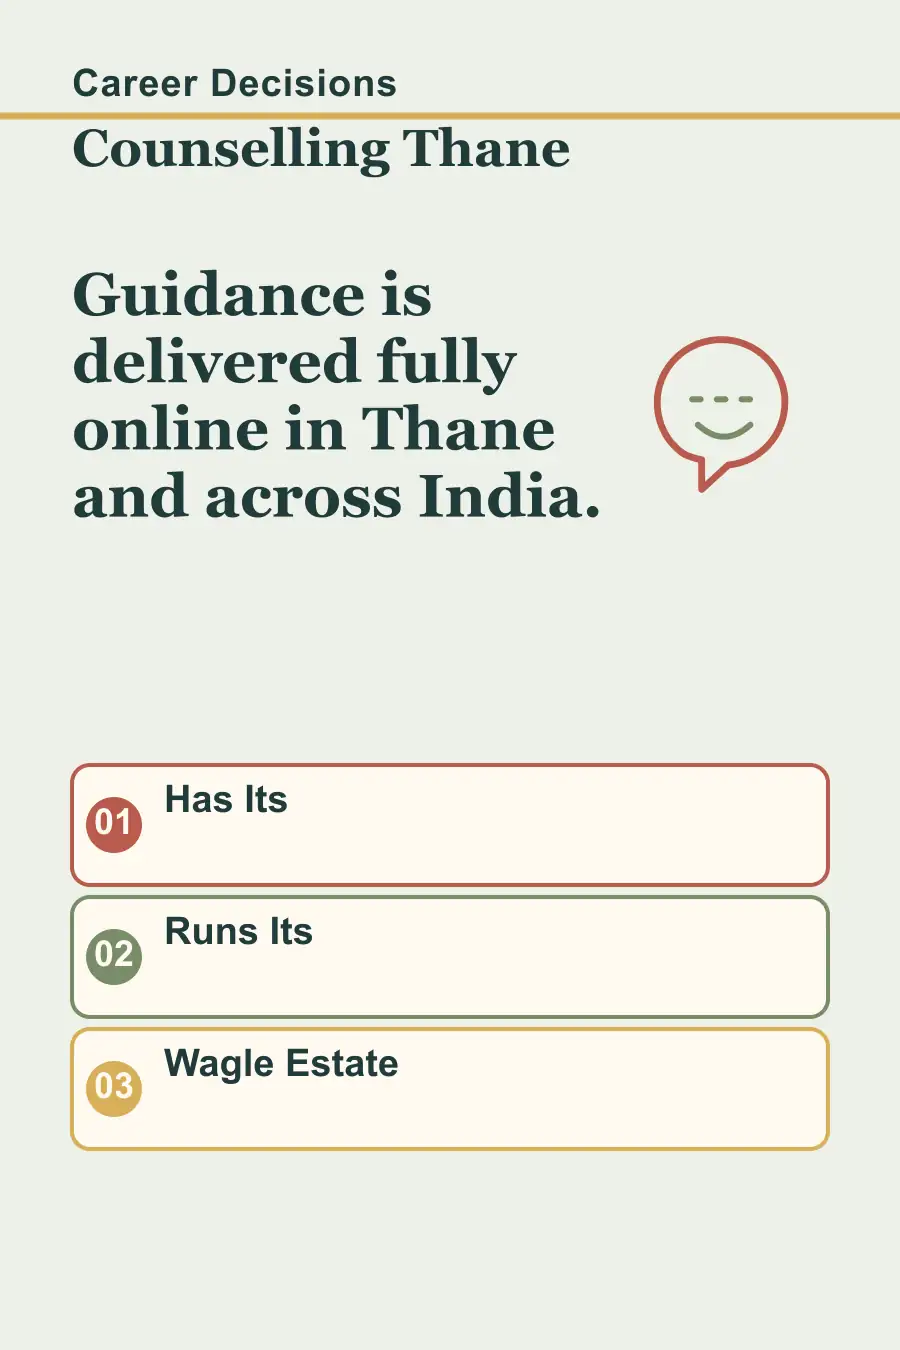 Career Decisions
Counselling Thane
Guidance is
delivered fully
online in Thane
and across India.
01
Has Its
02
Runs Its
03
Wagle Estate